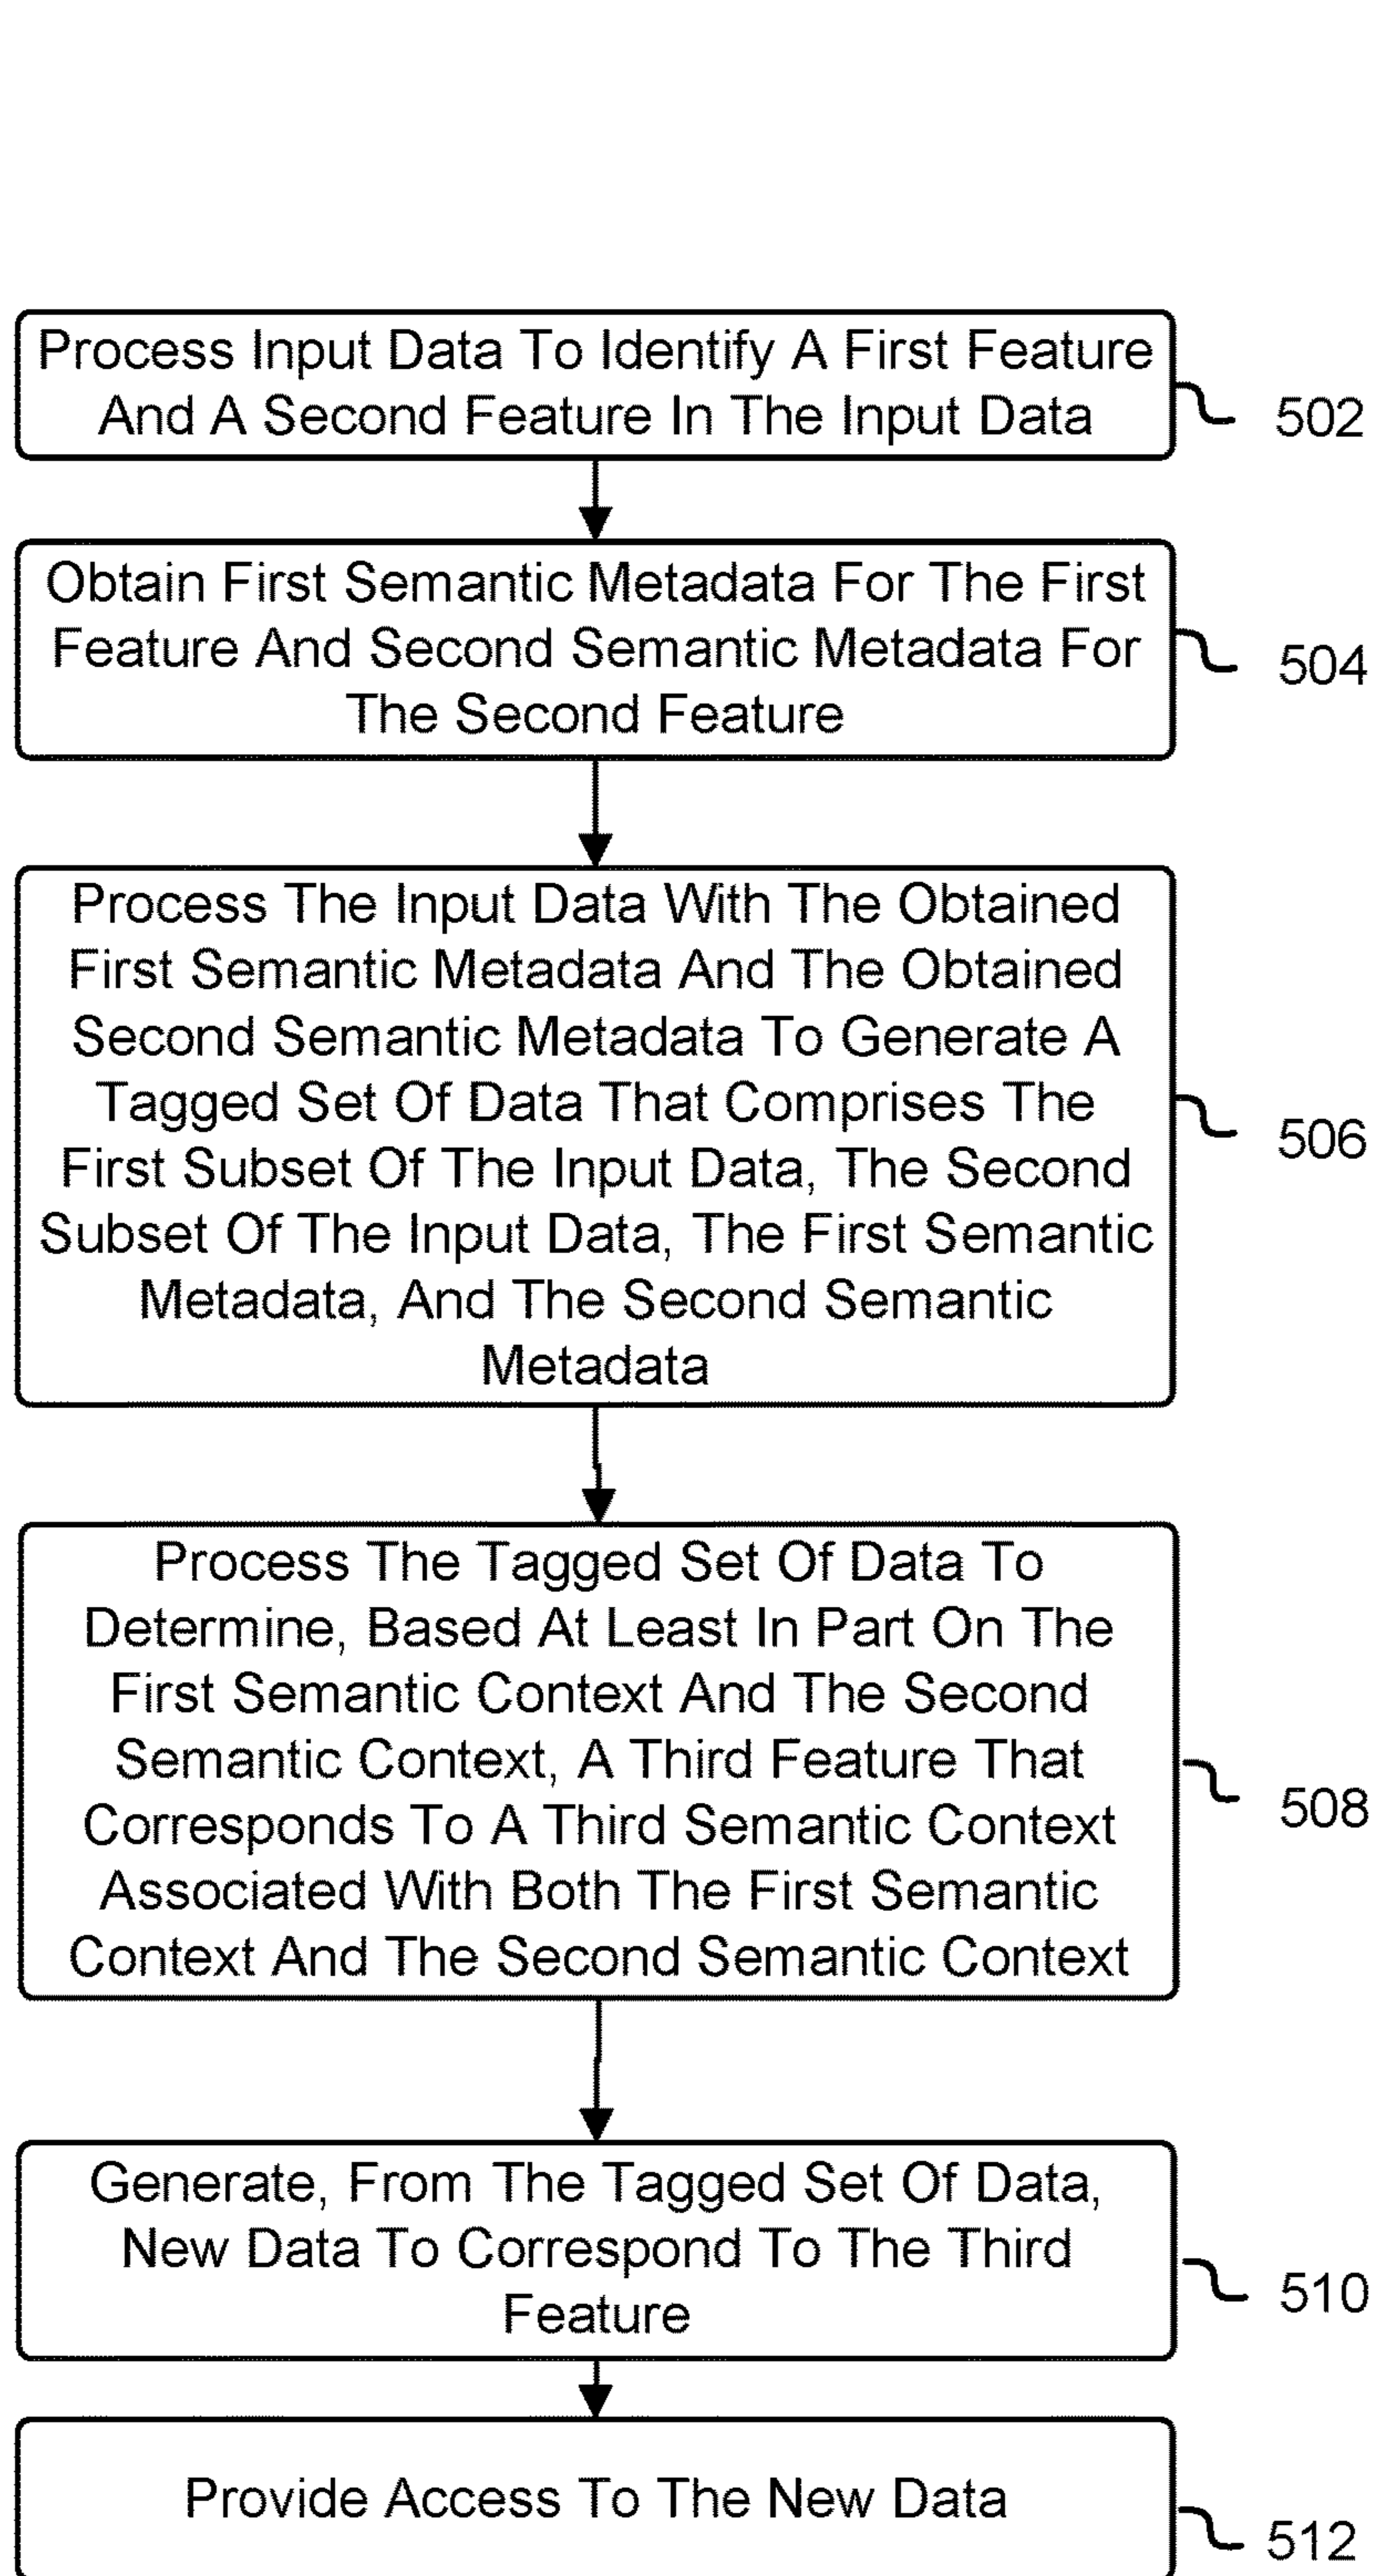 Process Input Data To Identify A First Feature
And A Second Feature In The Input Data
502
Obtain First Semantic Metadata For The First
Feature And Second Semantic Metadata For
The Second Feature
504
Process The Input Data With The Obtained
First Semantic Metadata And The Obtained
Second Semantic Metadata To Generate A
Tagged Set Of Data That Comprises The
First Subset Of The Input Data, The Second
Subset Of The Input Data, The First Semantic
Metadata, And The Second Semantic
Metadata
506
Process The Tagged Set Of Data To
Determine, Based At Least In Part On The
First Semantic Context And The Second
Semantic Context, A Third Feature That
Corresponds To A Third Semantic Context
Associated With Both The First Semantic
Context And The Second Semantic Context
508
Generate, From The Tagged Set Of Data,
New Data To Correspond To The Third
Feature
510
Provide Access To The New Data
512